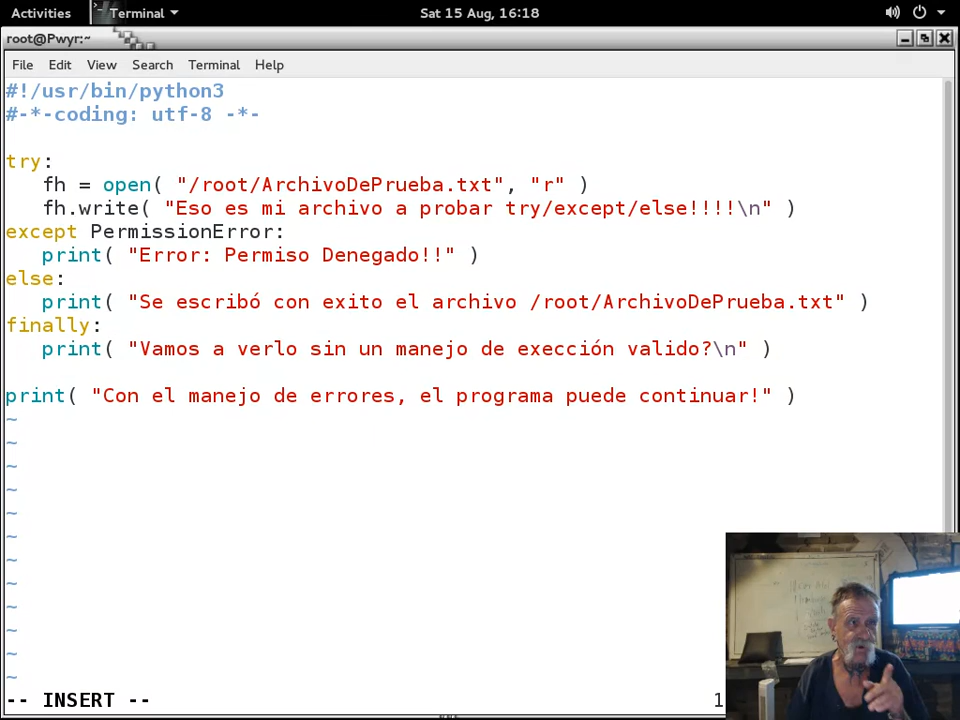 Activities Terminal Sat 15 Aug, 16:18
root@Pwyr:~
File Edit View Search Terminal Help
#!/usr/bin/python3
#-*-coding: utf-8 -*-
try:
fh = open( "/root/ArchivoDePrueba.txt", "r" )
fh.write( "Eso es mi archivo a probar try/except/else!!!!\n" )
except PermissionError:
print( "Error: Permiso Denegado!!" )
else:
print( "Se escribó con exito el archivo /root/ArchivoDePrueba.txt" )
finally:
print( "Vamos a verlo sin un manejo de exección valido?\n" )
print( "Con el manejo de errores, el programa puede continuar!" )
~
~
~
~
~
~
~
~
~
~
~
~
-- INSERT -- 1